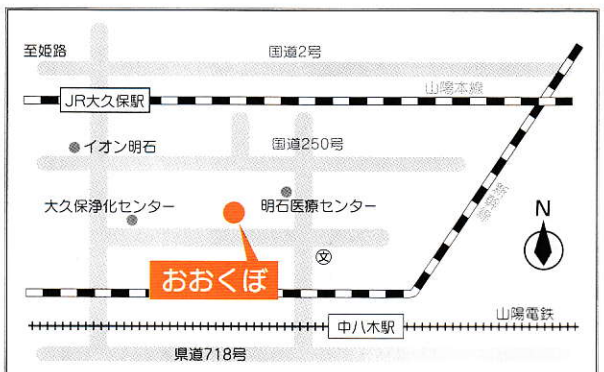 至姫路
国道2号
山陽本線
JR大久保駅
イオン明石
国道250号
大久保浄化センター
明石医療センター
新幹線
N
文
おおくぼ
山陽電鉄
中八木駅
県道718号